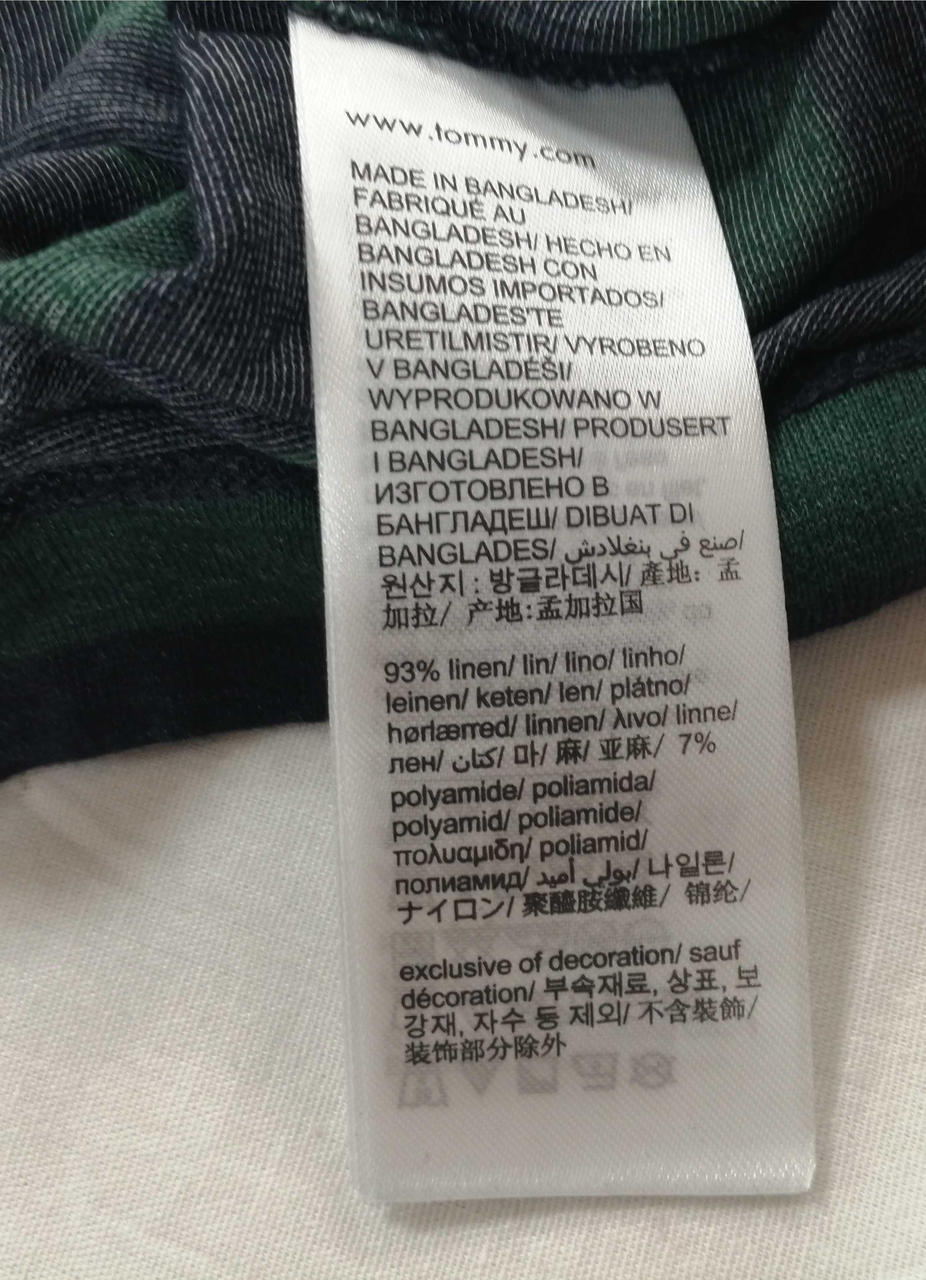 www.tommy.com
MADE IN BANGLADESH/
FABRIQUÉ AU
BANGLADESH/ HECHO EN
BANGLADESH CON
INSUMOS IMPORTADOS/
BANGLADES'TE
URETILMISTIR/ VYROBENO
V BANGLADÉŠI/
WYPRODUKOWANO W
BANGLADESH/ PRODUSERT
I BANGLADESH/
ИЗГОТОВЛЕНО В
БАНГЛАДЕШ/ DIBUAT DI
BANGLADES/ صنع في بنغلادش/
원산지 : 방글라데시/ 產地: 孟
加拉/ 产地:孟加拉国
93% linen/ lin/ lino/ linho/
leinen/ keten/ len/ plátno/
hørlærred/ linnen/ λινο/ linne/
лен/ كتان/ 마/ 麻/ 亚麻/ 7%
polyamide/ poliamida/
polyamid/ poliamide/
πολυαμιδη/ poliamid/
полиамид/ بولي أميد/ 나일론/
ナイロン/ 聚醯胺纖維/ 锦纶/
exclusive of decoration/ sauf
décoration/ 부속재료, 상표, 보
강재, 자수 등 제외/ 不含裝飾/
装饰部分除外